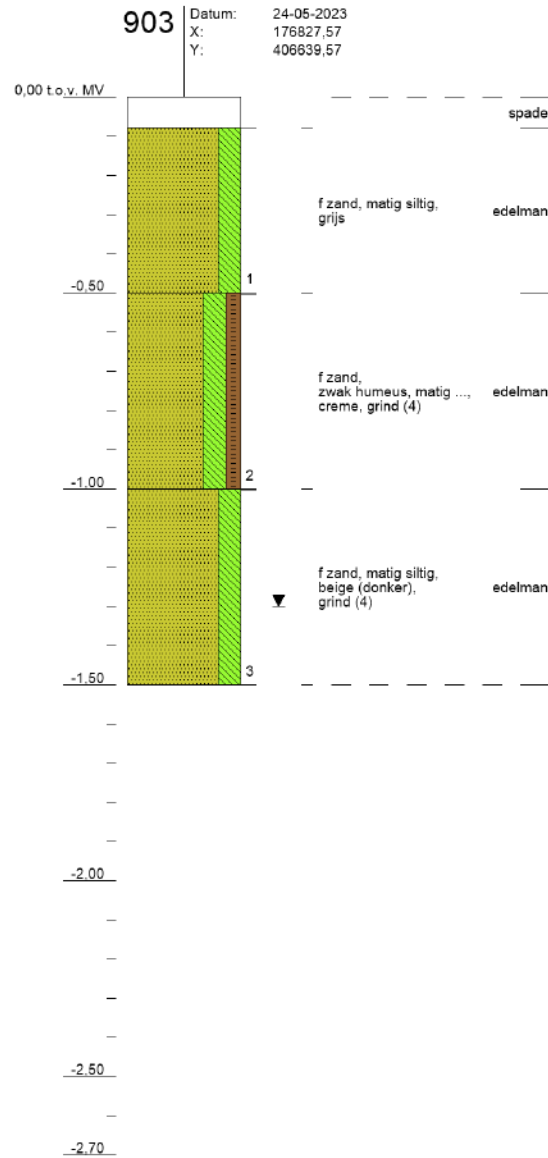 903
Datum: 24-05-2023
X: 176827,57
Y: 406639,57
0,00 t.o.v. MV
spade
f zand, matig siltig,
grijs
edelman
1
-0,50
f zand,
zwak humeus, matig ...,
creme, grind (4)
edelman
2
-1,00
f zand, matig siltig,
beige (donker),
grind (4)
edelman
3
-1,50
-2,00
-2,50
-2,70